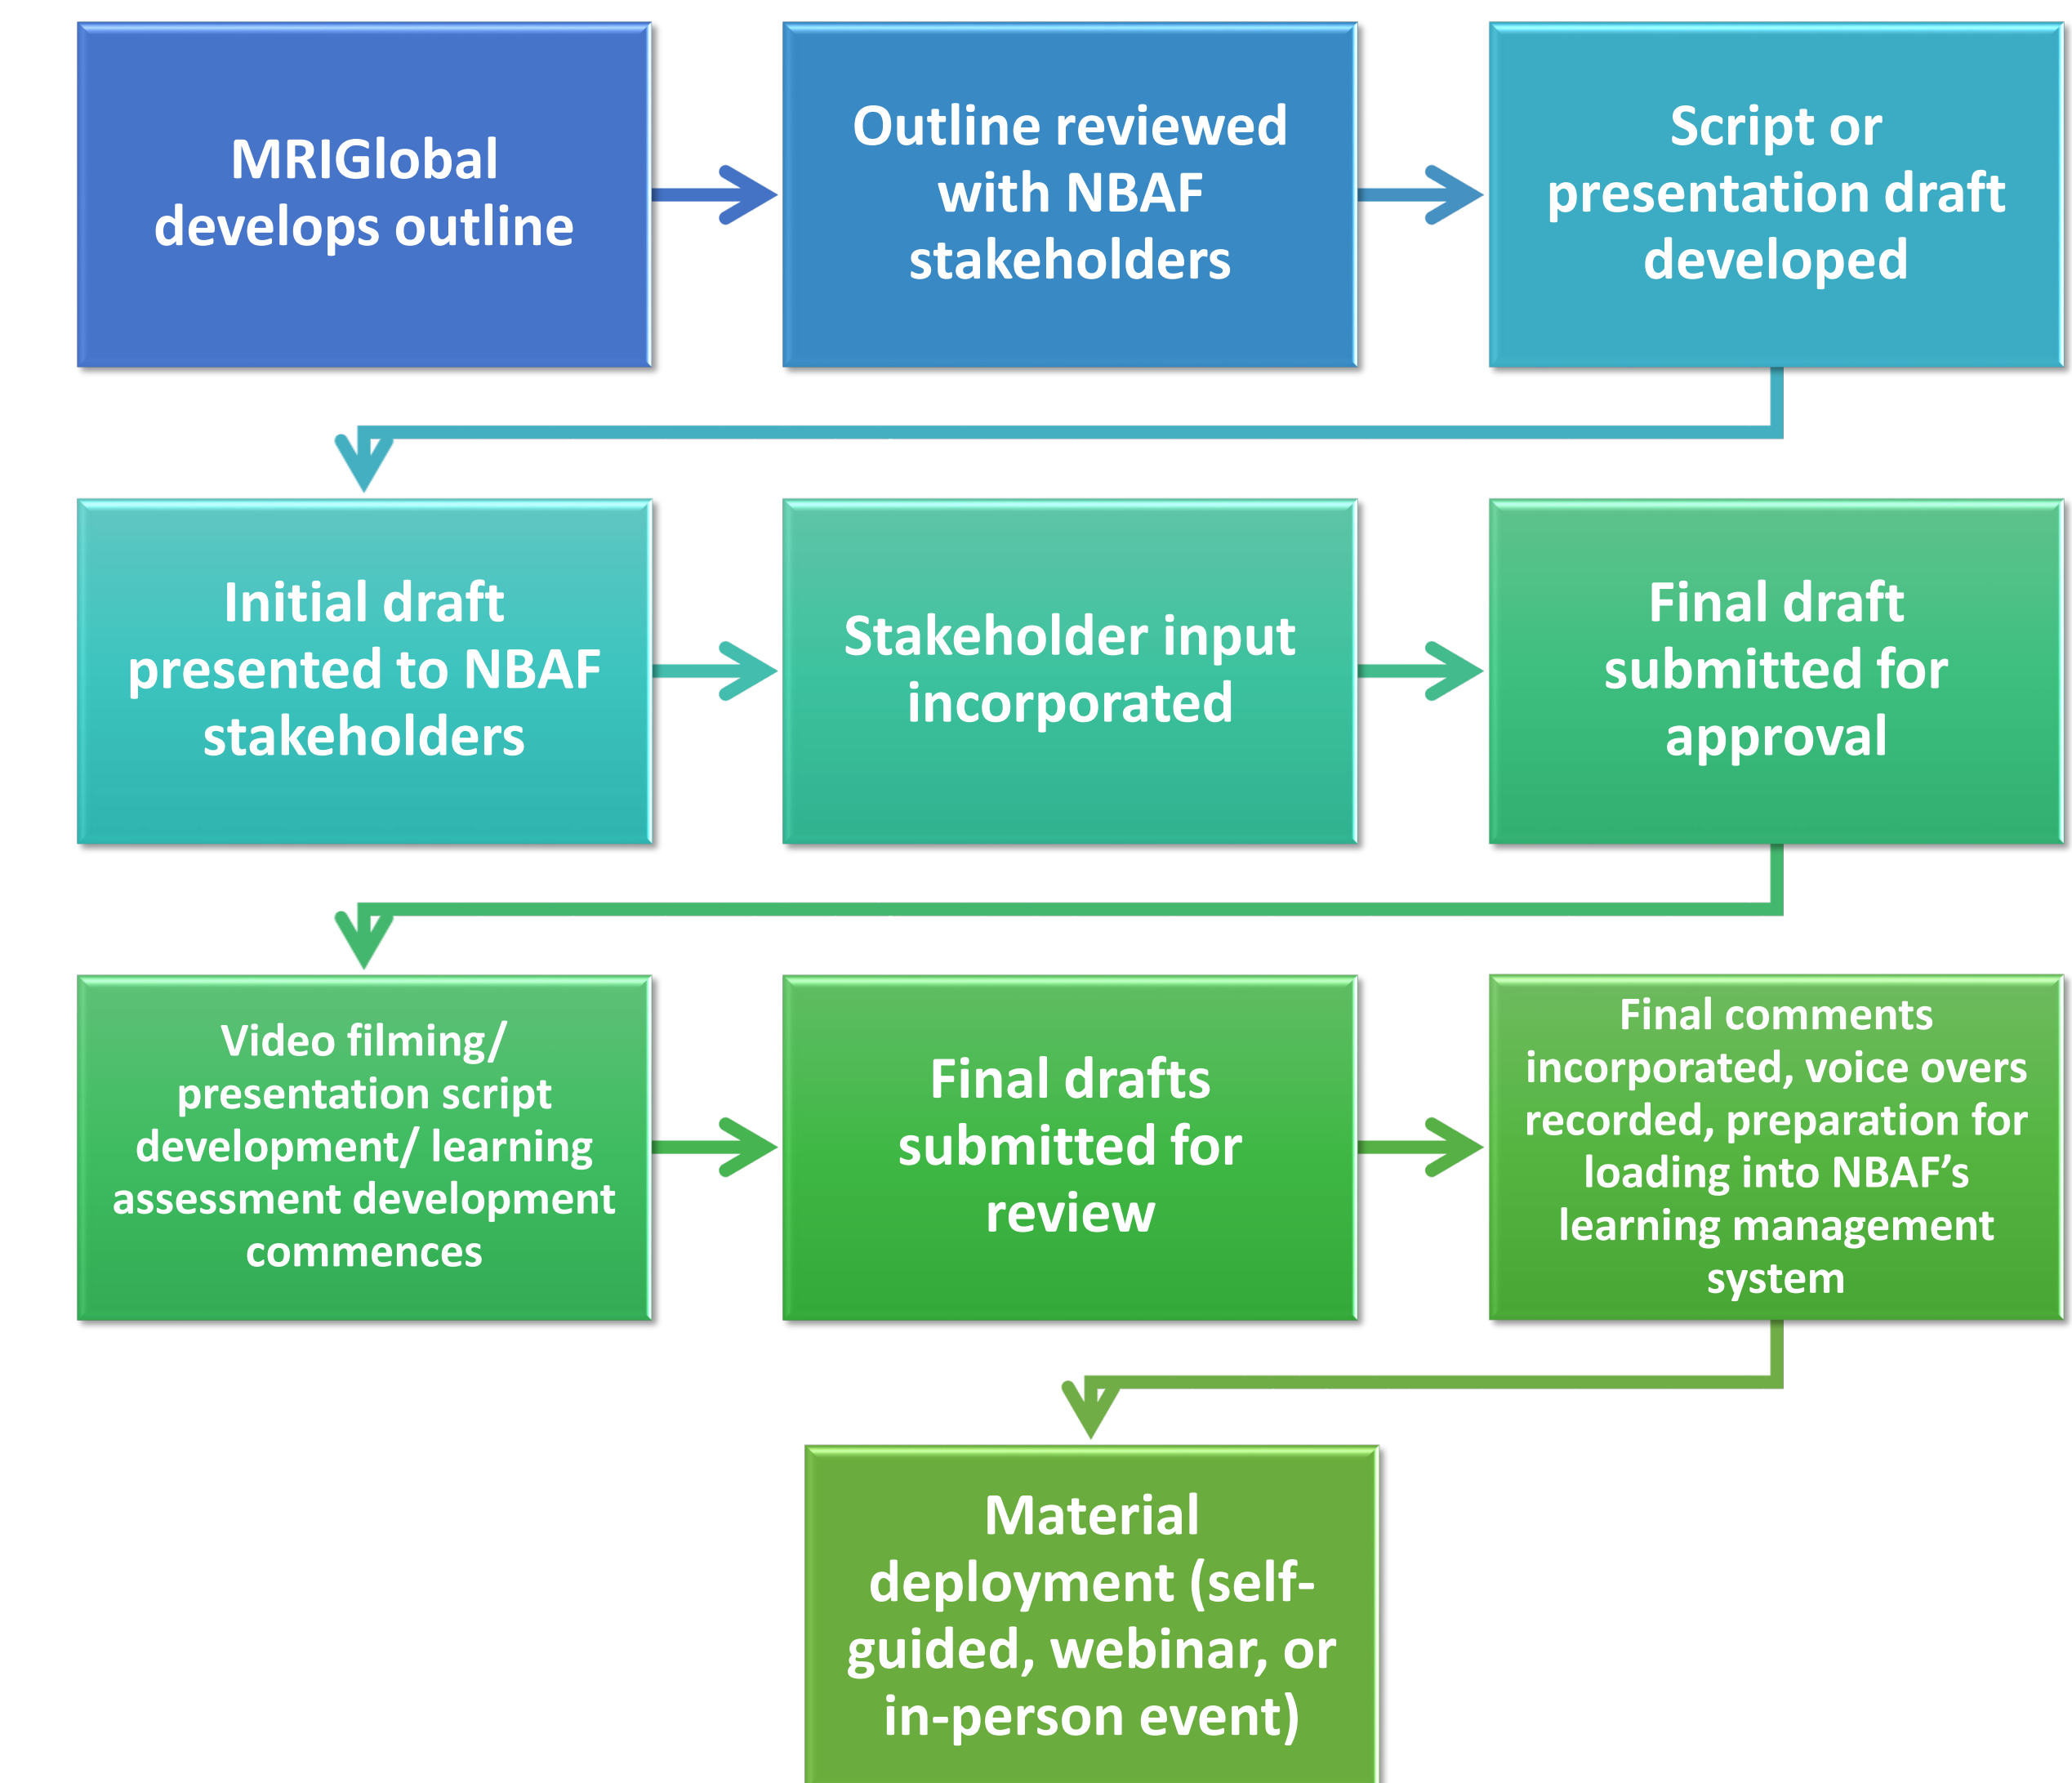 MRIGlobal
develops outline
Outline reviewed
with NBAF
stakeholders
Script or
presentation draft
developed
Initial draft
presented to NBAF
stakeholders
Stakeholder input
incorporated
Final draft
submitted for
approval
Video filming/
presentation script
development/ learning
assessment development
commences
Final drafts
submitted for
review
Final comments
incorporated, voice overs
recorded, preparation for
loading into NBAF’s
learning management
system
Material
deployment (self-
guided, webinar, or
in-person event)